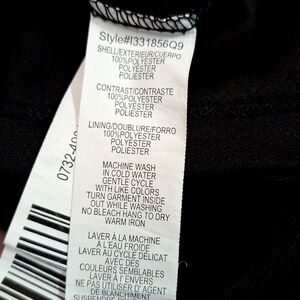 Style#I331856Q9
SHELL/EXTERIEUR/CUERPO
100%POLYESTER
POLYESTER
POLIESTER
CONTRAST/CONTRASTE
100%POLYESTER
POLYESTER
POLIESTER
LINING/DOUBLURE/FORRO
100%POLYESTER
POLYESTER
POLIESTER
MACHINE WASH
IN COLD WATER
GENTLE CYCLE
WITH LIKE COLORS
TURN GARMENT INSIDE
OUT WHILE WASHING
NO BLEACH HANG TO DRY
WARM IRON
LAVER À LA MACHINE
A L'EAU FROIDE
LAVER AU CYCLE DÉLICAT
AVEC DES
COULEURS SEMBLABLES
LAVER A l' ENVERS
NE PAS UTILISER D'AGENT
DE BLANCHIMENT
0732-